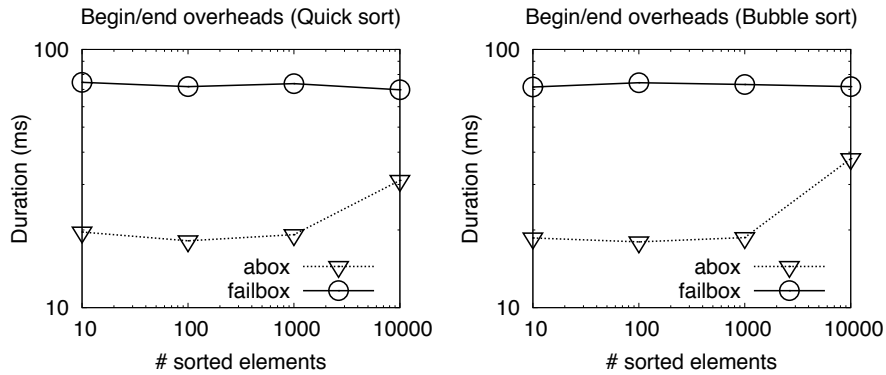 Begin/end overheads (Quick sort)
100
Duration (ms)
10
abox
failbox
10 100 1000 10000
# sorted elements
Begin/end overheads (Bubble sort)
100
Duration (ms)
10
abox
failbox
10 100 1000 10000
# sorted elements